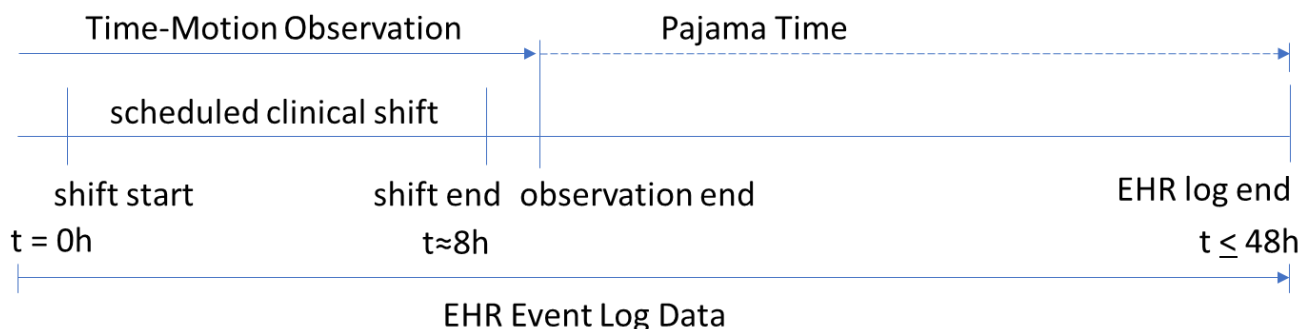 Time-Motion Observation Pajama Time
scheduled clinical shift
shift start shift end observation end EHR log end
t = 0h t≈8h t ≤ 48h
EHR Event Log Data